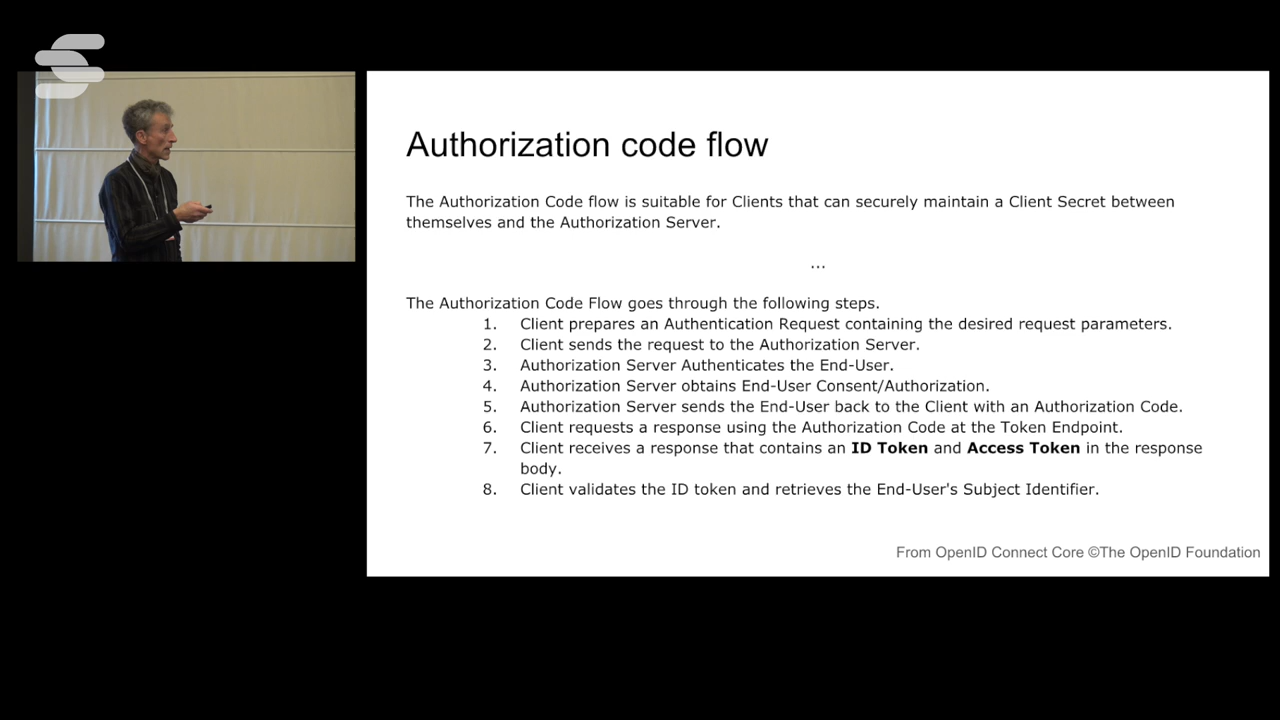 Authorization code flow
The Authorization Code flow is suitable for Clients that can securely maintain a Client Secret between
themselves and the Authorization Server.
...
The Authorization Code Flow goes through the following steps.
1. Client prepares an Authentication Request containing the desired request parameters.
2. Client sends the request to the Authorization Server.
3. Authorization Server Authenticates the End-User.
4. Authorization Server obtains End-User Consent/Authorization.
5. Authorization Server sends the End-User back to the Client with an Authorization Code.
6. Client requests a response using the Authorization Code at the Token Endpoint.
7. Client receives a response that contains an ID Token and Access Token in the response
body.
8. Client validates the ID token and retrieves the End-User's Subject Identifier.
From OpenID Connect Core ©The OpenID Foundation